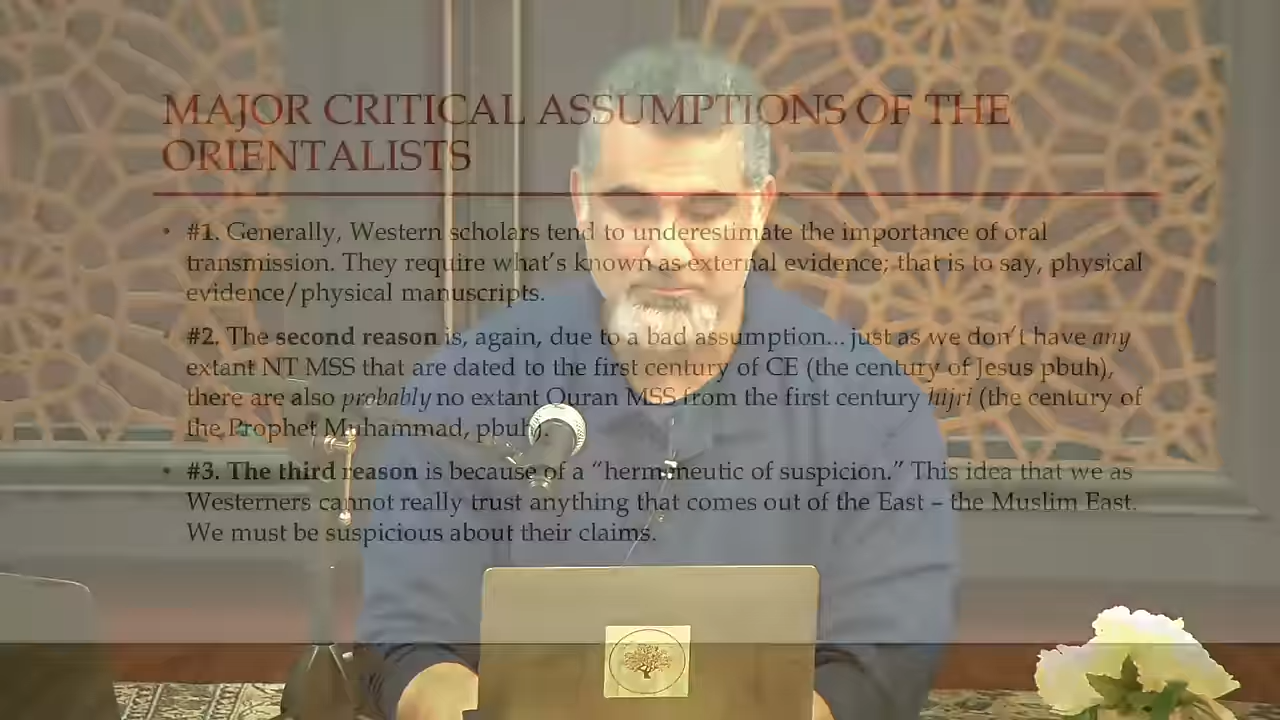 MAJOR CRITICAL ASSUMPTIONS OF THE
ORIENTALISTS
• #1. Generally, Western scholars tend to underestimate the importance of oral
transmission. They require what's known as external evidence; that is to say, physical
evidence/physical manuscripts.
• #2. The second reason is, again, due to a bad assumption... just as we don't have any
extant NT MSS that are dated to the first century of CE (the century of Jesus pbuh),
there are also probably no extant Quran MSS from the first century hijri (the century of
the Prophet Muhammad, pbuh).
• #3. The third reason is because of a “hermeneutic of suspicion.” This idea that we as
Westerners cannot really trust anything that comes out of the East – the Muslim East.
We must be suspicious about their claims.